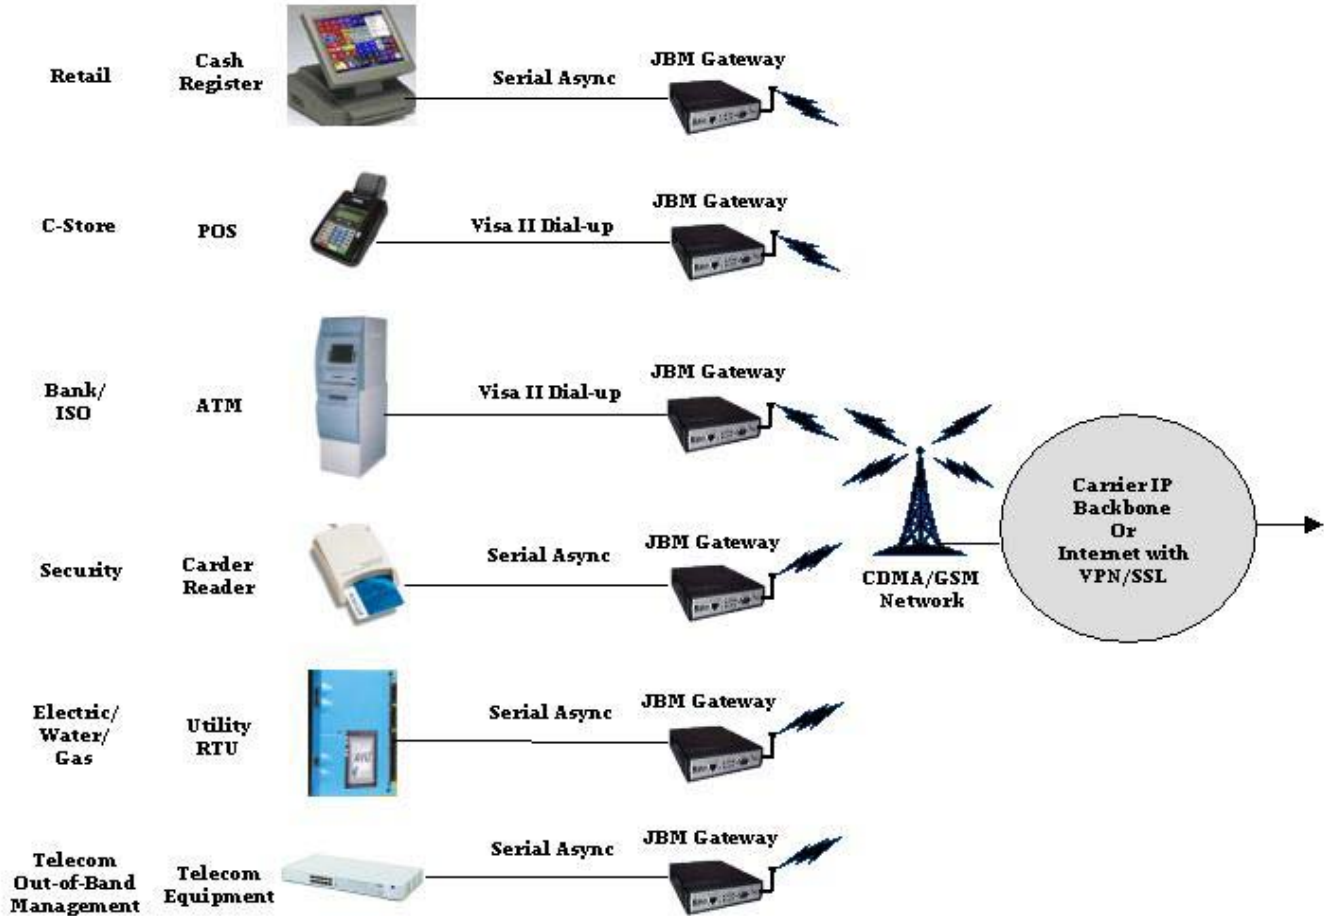 Retail
Cash
Register
Serial Async
JBM Gateway
C-Store
POS
Visa II Dial-up
JBM Gateway
Bank/
ISO
ATM
Visa II Dial-up
JBM Gateway
Security
Carder
Reader
Serial Async
JBM Gateway
CDMA/GSM
Network
Carrier IP
Backbone
Or
Internet with
VPN/SSL
Electric/
Water/
Gas
Utility
RTU
Serial Async
JBM Gateway
Telecom
Out-of-Band
Management
Telecom
Equipment
Serial Async
JBM Gateway